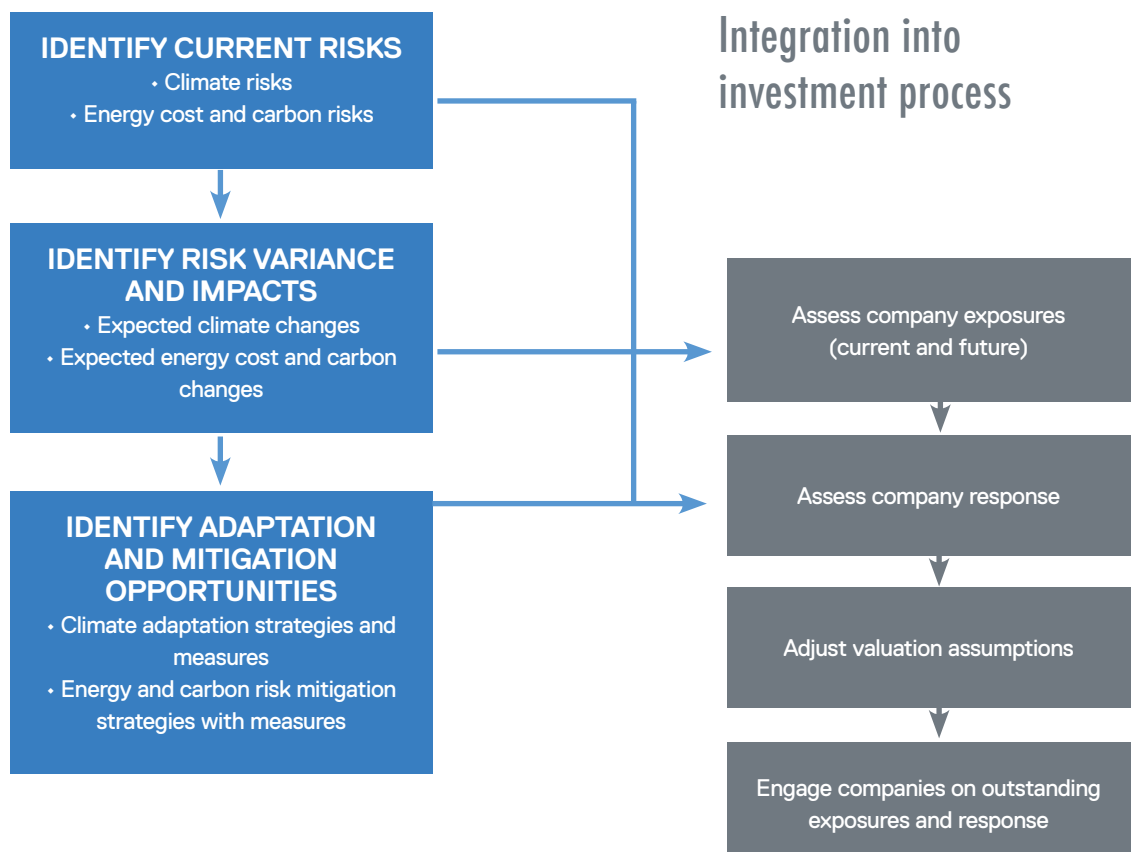 IDENTIFY CURRENT RISKS
• Climate risks
• Energy cost and carbon risks
IDENTIFY RISK VARIANCE
AND IMPACTS
• Expected climate changes
• Expected energy cost and carbon
changes
IDENTIFY ADAPTATION
AND MITIGATION
OPPORTUNITIES
• Climate adaptation strategies and
measures
• Energy and carbon risk mitigation
strategies with measures
Integration into
investment process
Assess company exposures
(current and future)
Assess company response
Adjust valuation assumptions
Engage companies on outstanding
exposures and response